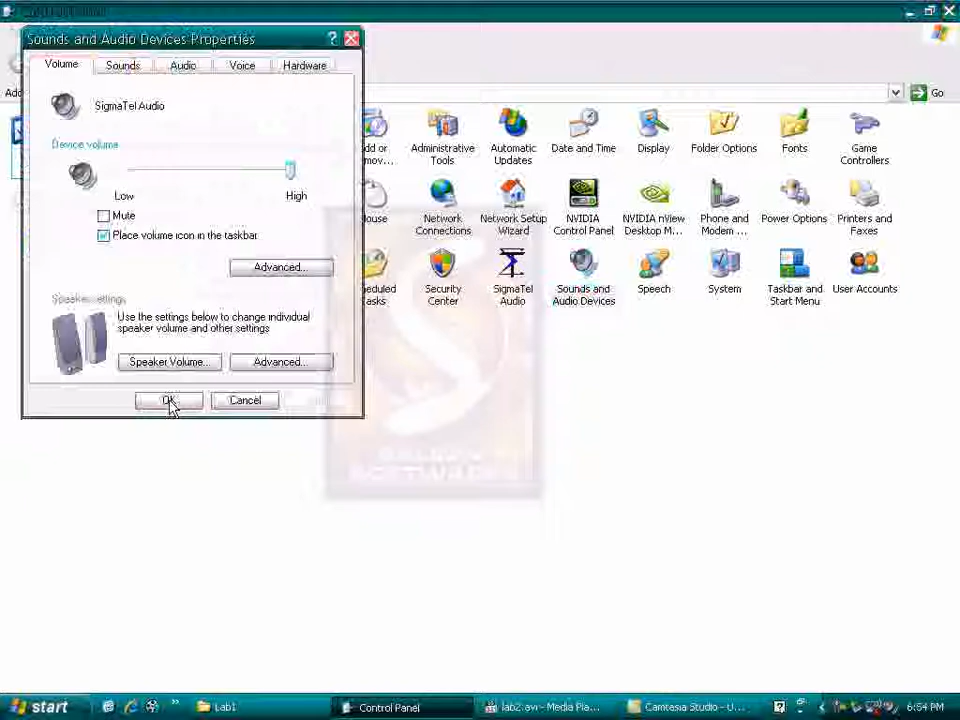 Sounds and Audio Devices Properties
Volume
Sounds
Audio
Voice
Hardware
SigmaTel Audio
Device volume
Low
High
Mute
Place volume icon in the taskbar
Advanced...
Speaker settings
Use the settings below to change individual
speaker volume and other settings
Speaker Volume...
Advanced...
OK
Cancel
Go
Administrative
Tools
Automatic
Updates
Date and Time
Display
Folder Options
Fonts
Game
Controllers
Network
Connections
Network Setup
Wizard
NVIDIA
Control Panel
NVIDIA nView
Desktop M...
Phone and
Modem ...
Power Options
Printers and
Faxes
Security
Center
SigmaTel
Audio
Sounds and
Audio Devices
Speech
System
Taskbar and
Start Menu
User Accounts
SOFTWARE
start
Lab1
Control Panel
lab2.avi - Media Pla...
Camtasia Studio - U...
6:54 PM